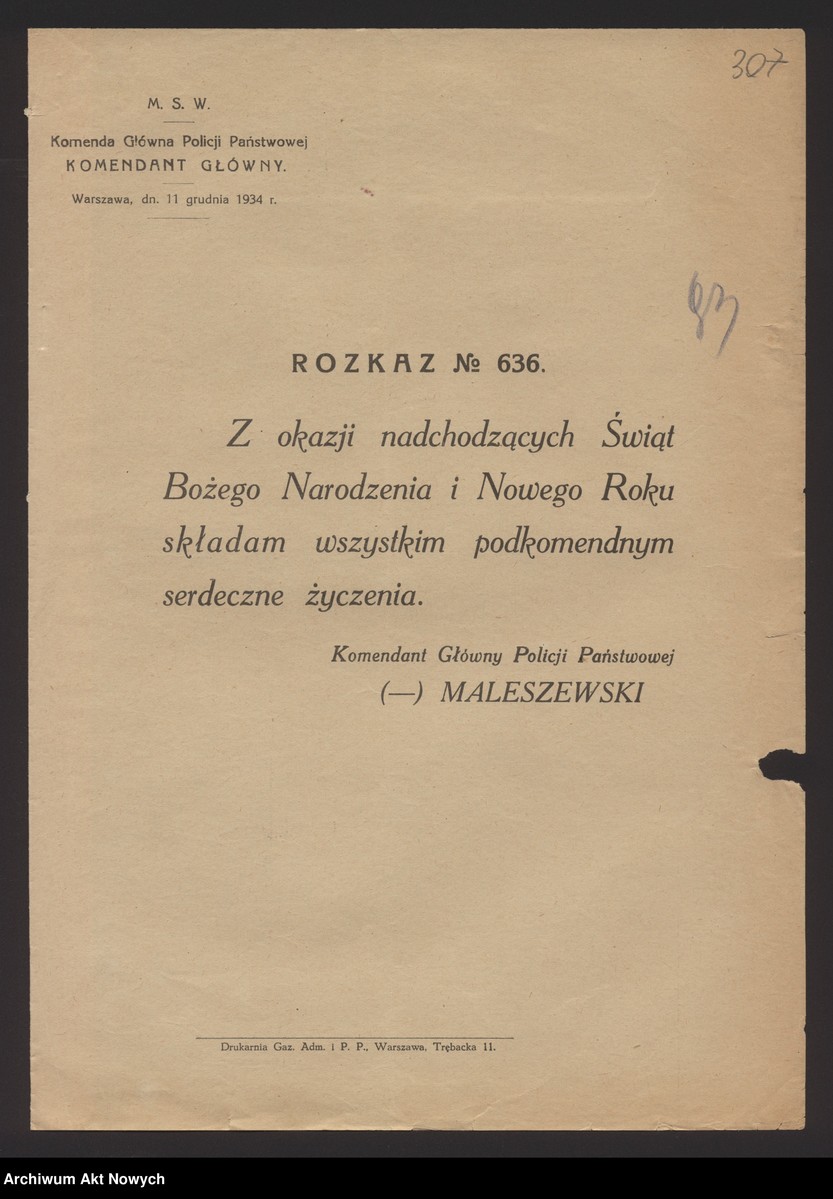 307
M. S. W.
Komenda Główna Policji Państwowej
KOMENDANT GŁÓWNY.
Warszawa, dn. 11 grudnia 1934 r.
ROZKAZ № 636.
Z okazji nadchodzących Świąt
Bożego Narodzenia i Nowego Roku
składam wszystkim podkomendnym
serdeczne życzenia.
Komendant Główny Policji Państwowej
(—) MALESZEWSKI
Drukarnia Gaz. Adm. i P. P., Warszawa, Trębacka 11.
Archiwum Akt Nowych